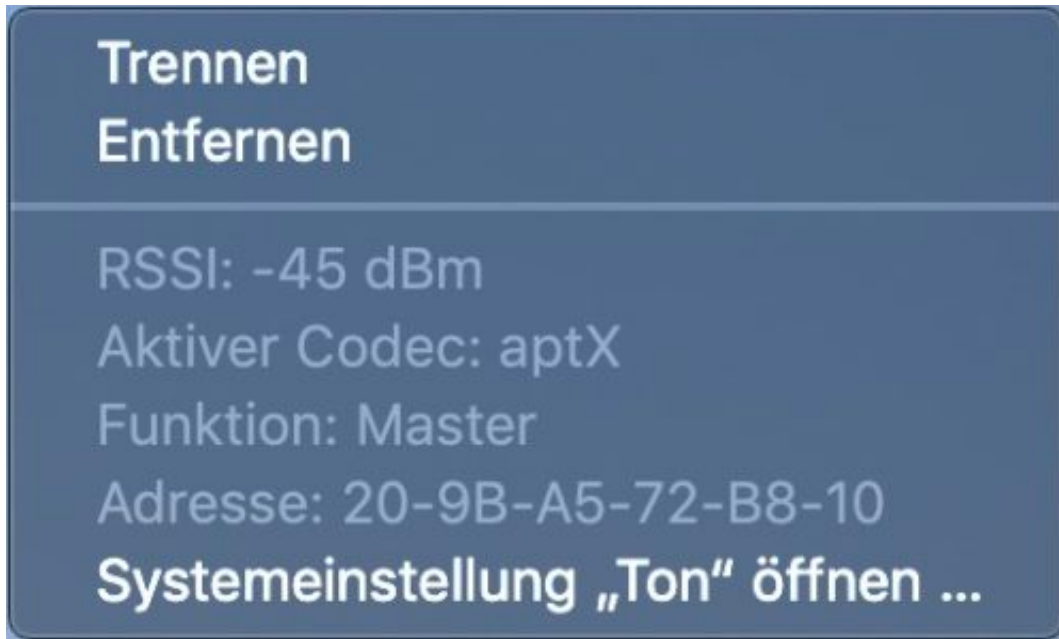 Trennen
Entfernen
RSSI: -45 dBm
Aktiver Codec: aptX
Funktion: Master
Adresse: 20-9B-A5-72-B8-10
Systemeinstellung „Ton“ öffnen ...